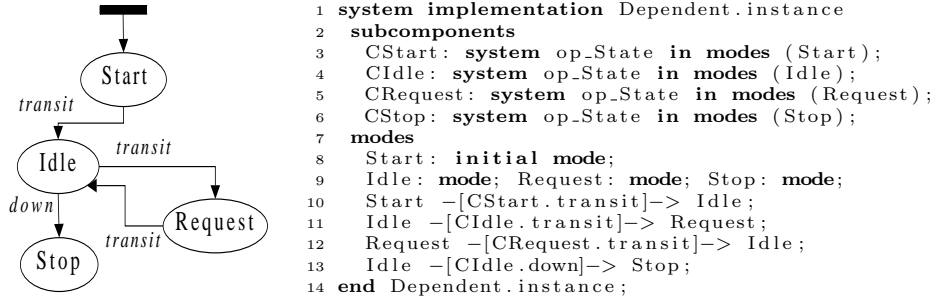 Start
transit
Idle
transit
down
Request
transit
Stop
1 system implementation Dependent.instance
2 subcomponents
3 CStart: system op_State in modes (Start);
4 CIdle: system op_State in modes (Idle);
5 CRequest: system op_State in modes (Request);
6 CStop: system op_State in modes (Stop);
7 modes
8 Start: initial mode;
9 Idle: mode; Request: mode; Stop: mode;
10 Start -[CStart.transit]-> Idle;
11 Idle -[CIdle.transit]-> Request;
12 Request -[CRequest.transit]-> Idle;
13 Idle -[CIdle.down]-> Stop;
14 end Dependent.instance;